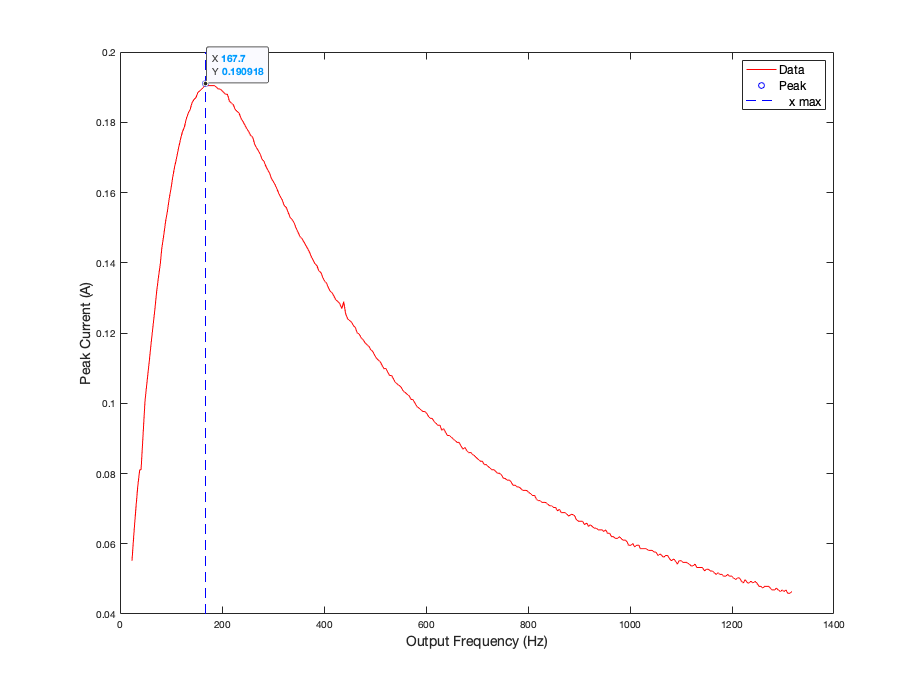 X 167.7
Y 0.190918
Data
Peak
x max
0.2
0.18
0.16
0.14
0.12
0.1
0.08
0.06
0.04
Peak Current (A)
0 200 400 600 800 1000 1200 1400
Output Frequency (Hz)